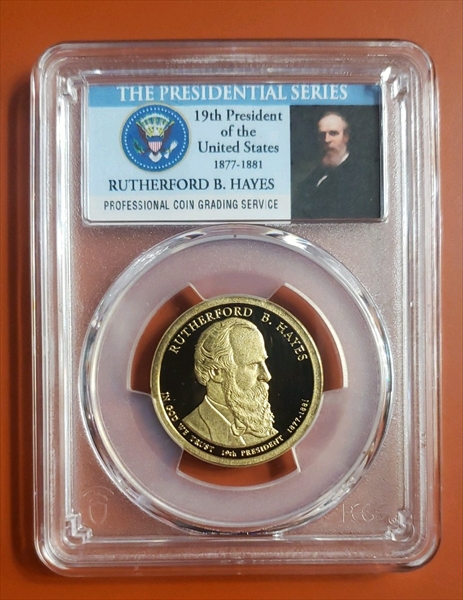 THE PRESIDENTIAL SERIES
19th President
of the
United States
1877-1881
RUTHERFORD B. HAYES
PROFESSIONAL COIN GRADING SERVICE
RUTHERFORD B. HAYES
IN GOD WE TRUST 19th PRESIDENT 1877-1881
PCGS